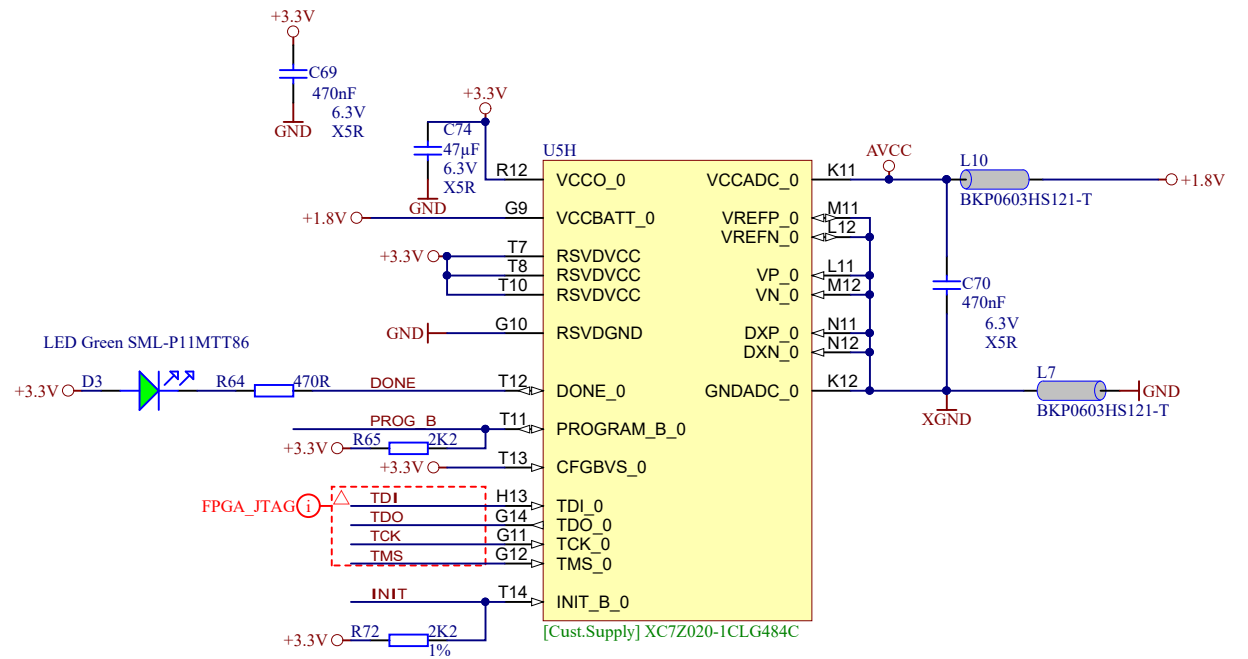 +3.3V
C69
470nF
6.3V
X5R
GND
+3.3V
C74
47µF
6.3V
X5R
GND
U5H
R12
VCCO_0
+1.8V
G9
VCCBATT_0
+3.3V
T7
RSVDVCC
T8
RSVDVCC
T10
RSVDVCC
GND
G10
RSVDGND
LED Green SML-P11MTT86
+3.3V
D3
R64
470R
DONE
T12
DONE_0
PROG_B
T11
PROGRAM_B_0
+3.3V
R65
2K2
+3.3V
T13
CFGBVS_0
FPGA_JTAG
i
TDI
H13
TDI_0
TDO
G14
TDO_0
TCK
G11
TCK_0
TMS
G12
TMS_0
INIT
T14
INIT_B_0
+3.3V
R72
2K2
1%
[Cust.Supply] XC7Z020-1CLG484C
VCCADC_0
K11
AVCC
L10
BKP0603HS121-T
+1.8V
VREFP_0
M11
VREFN_0
L12
VP_0
L11
VN_0
M12
DXP_0
N11
DXN_0
N12
GNDADC_0
K12
C70
470nF
6.3V
X5R
XGND
L7
BKP0603HS121-T
GND